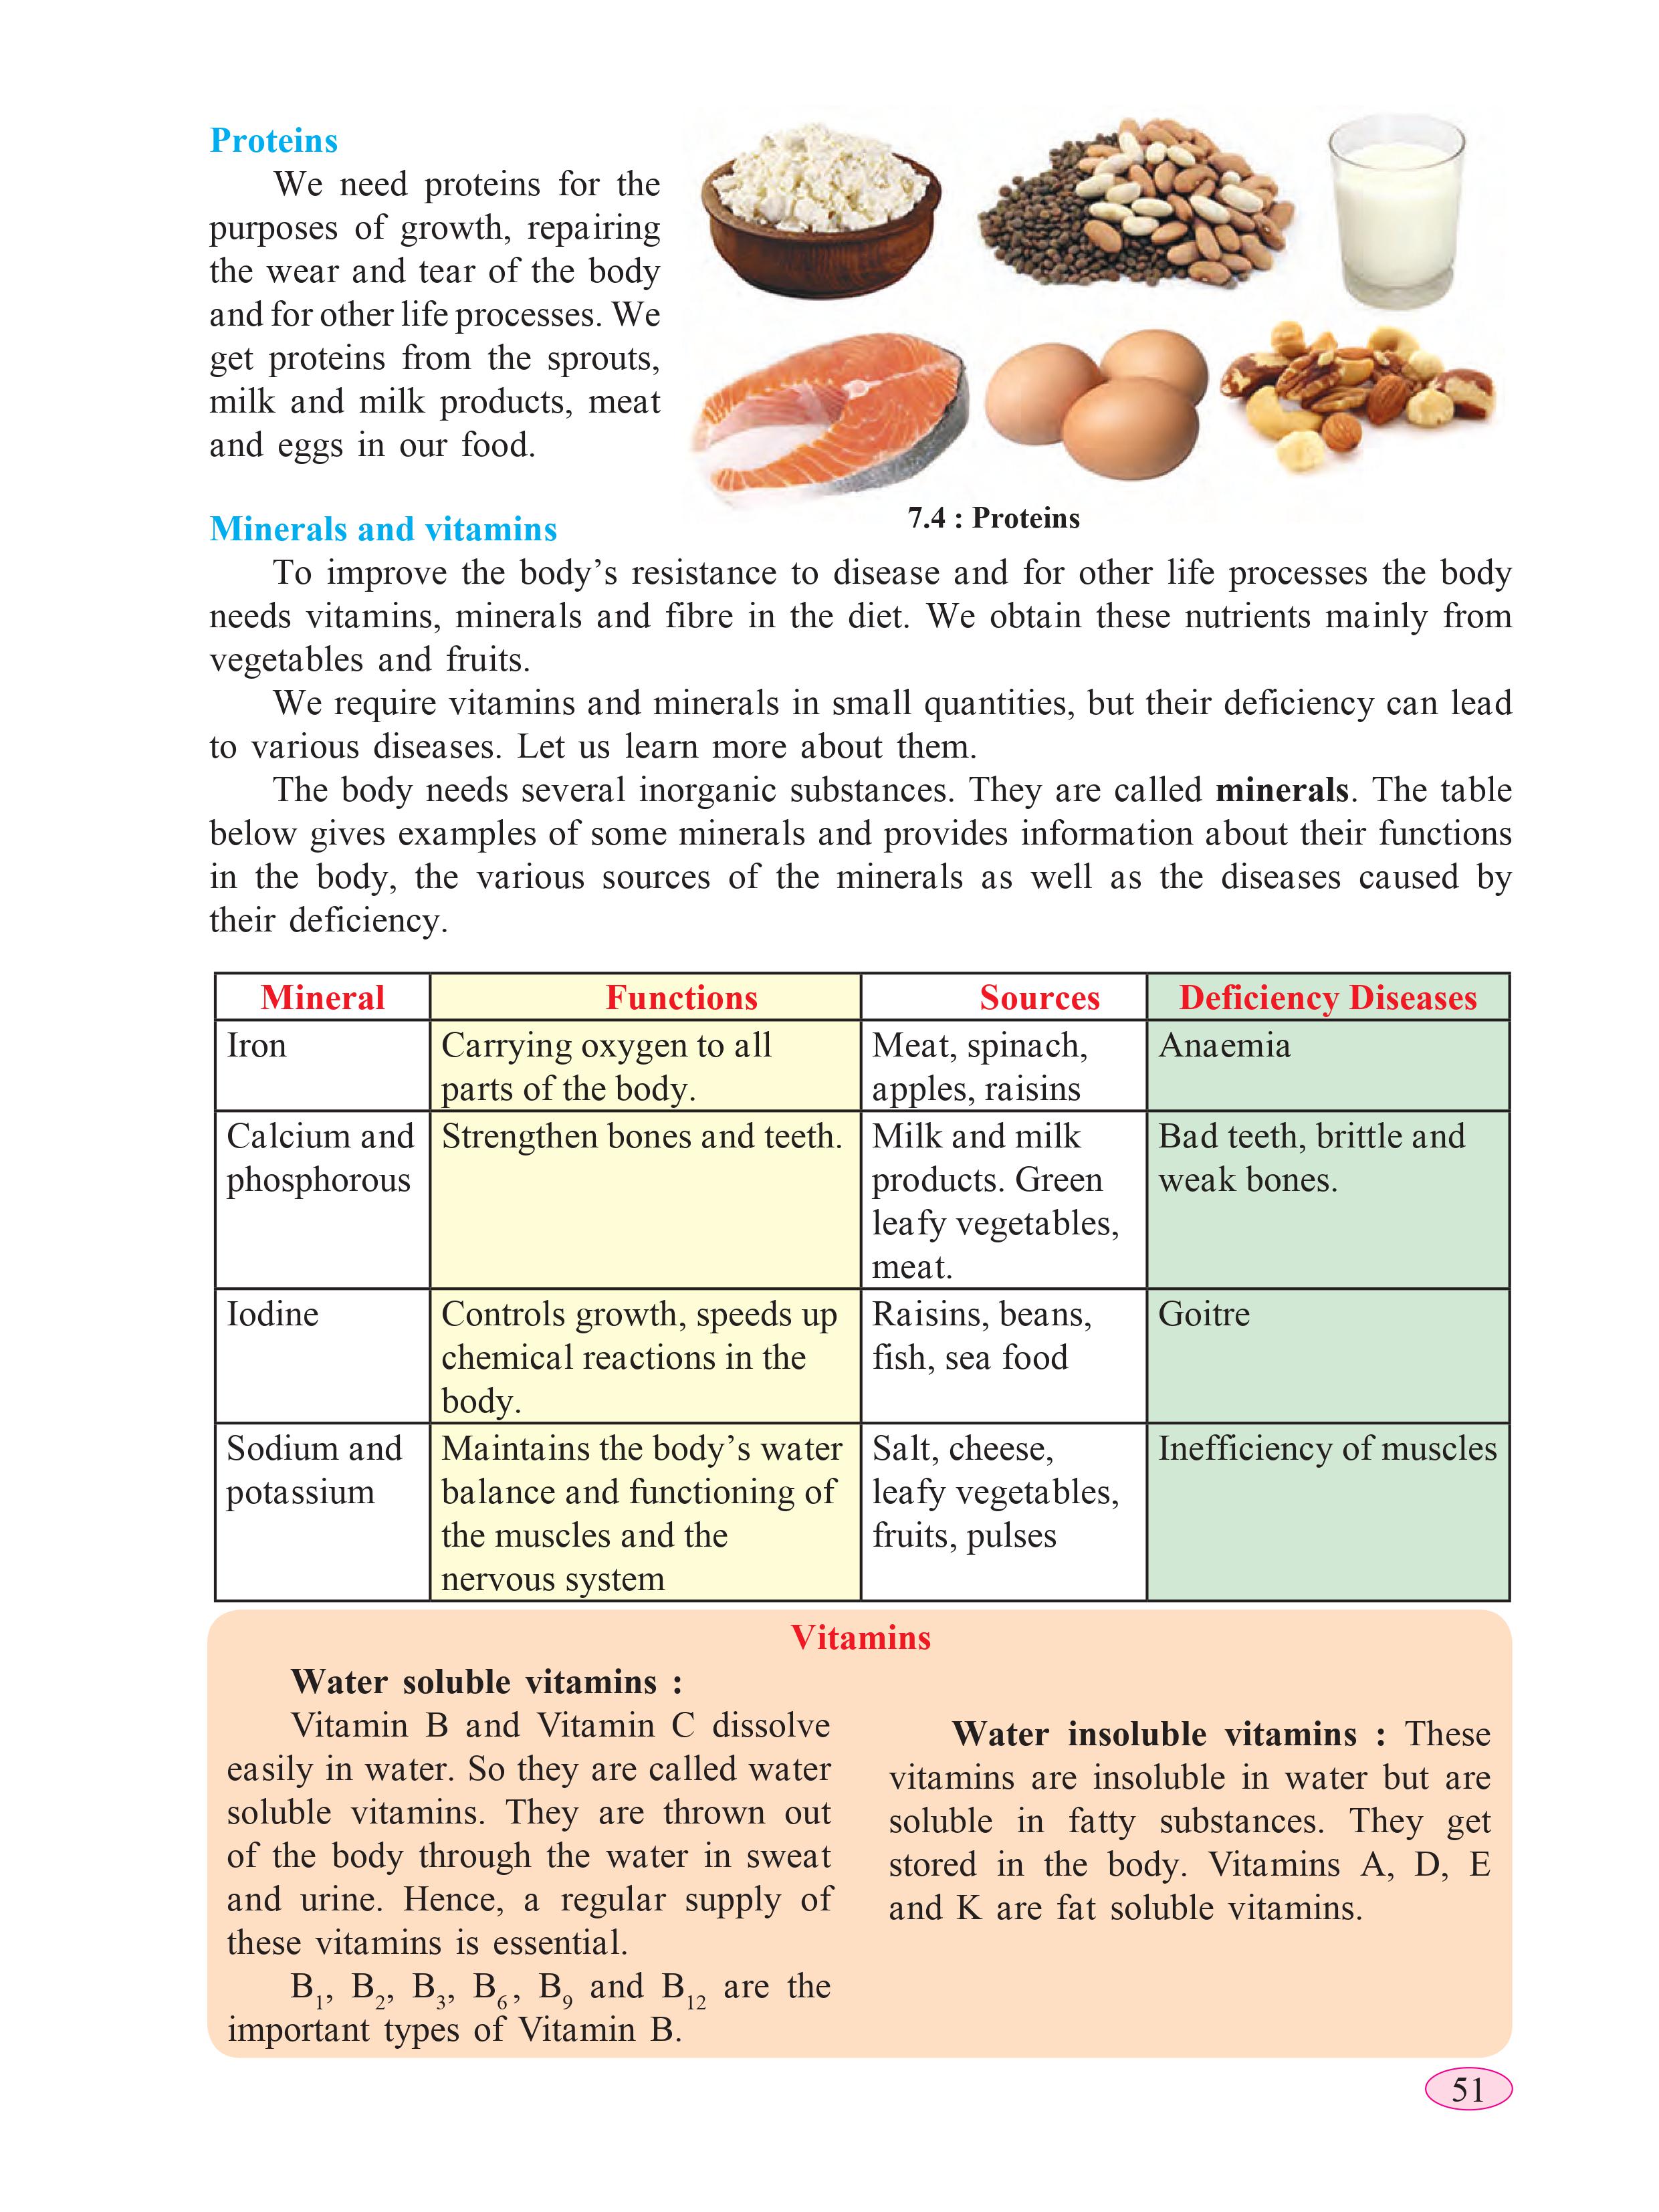 Proteins
We need proteins for the
purposes of growth, repairing
the wear and tear of the body
and for other life processes. We
get proteins from the sprouts,
milk and milk products, meat
and eggs in our food.
7.4 : Proteins
Minerals and vitamins
To improve the body’s resistance to disease and for other life processes the body
needs vitamins, minerals and fibre in the diet. We obtain these nutrients mainly from
vegetables and fruits.
We require vitamins and minerals in small quantities, but their deficiency can lead
to various diseases. Let us learn more about them.
The body needs several inorganic substances. They are called minerals. The table
below gives examples of some minerals and provides information about their functions
in the body, the various sources of the minerals as well as the diseases caused by
their deficiency.
Mineral Functions Sources Deficiency Diseases
Iron
Carrying oxygen to all
parts of the body.
Meat, spinach,
apples, raisins
Anaemia
Calcium and
phosphorous
Strengthen bones and teeth.
Milk and milk
products. Green
leafy vegetables,
meat.
Bad teeth, brittle and
weak bones.
Iodine
Controls growth, speeds up
chemical reactions in the
body.
Raisins, beans,
fish, sea food
Goitre
Sodium and
potassium
Maintains the body’s water
balance and functioning of
the muscles and the
nervous system
Salt, cheese,
leafy vegetables,
fruits, pulses
Inefficiency of muscles
Vitamins
Water soluble vitamins :
Vitamin B and Vitamin C dissolve
easily in water. So they are called water
soluble vitamins. They are thrown out
of the body through the water in sweat
and urine. Hence, a regular supply of
these vitamins is essential.
B₁, B₂, B₃, B₆, B₉ and B₁₂ are the
important types of Vitamin B.
Water insoluble vitamins : These
vitamins are insoluble in water but are
soluble in fatty substances. They get
stored in the body. Vitamins A, D, E
and K are fat soluble vitamins.
51